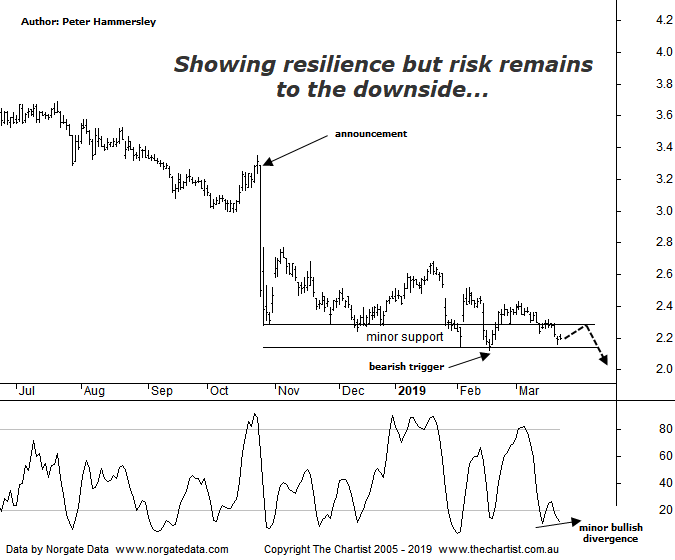 Author: Peter Hammersley
Showing resilience but risk remains
to the downside...
announcement
4.2
4.0
3.8
3.6
3.4
3.2
3.0
2.8
2.6
2.4
2.2
2.0
minor support
bearish trigger
Jul Aug Sep Oct Nov Dec 2019 Feb Mar
80
60
40
20
minor bullish
divergence
Data by Norgate Data www.norgatedata.com Copyright The Chartist 2005 - 2019 www.thechartist.com.au